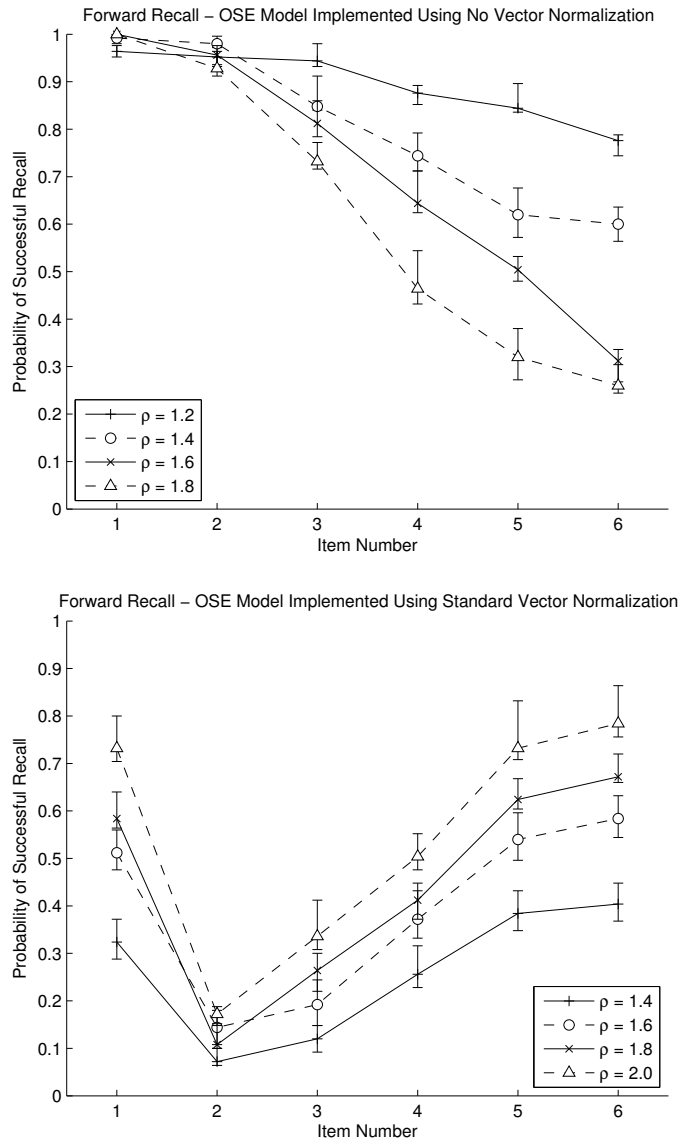 Forward Recall – OSE Model Implemented Using No Vector Normalization
1
0.9
0.8
0.7
0.6
0.5
0.4
0.3
0.2
0.1
0
Probability of Successful Recall
ρ = 1.2
ρ = 1.4
ρ = 1.6
ρ = 1.8
1 2 3 4 5 6
Item Number
Forward Recall – OSE Model Implemented Using Standard Vector Normalization
1
0.9
0.8
0.7
0.6
0.5
0.4
0.3
0.2
0.1
0
Probability of Successful Recall
ρ = 1.4
ρ = 1.6
ρ = 1.8
ρ = 2.0
1 2 3 4 5 6
Item Number